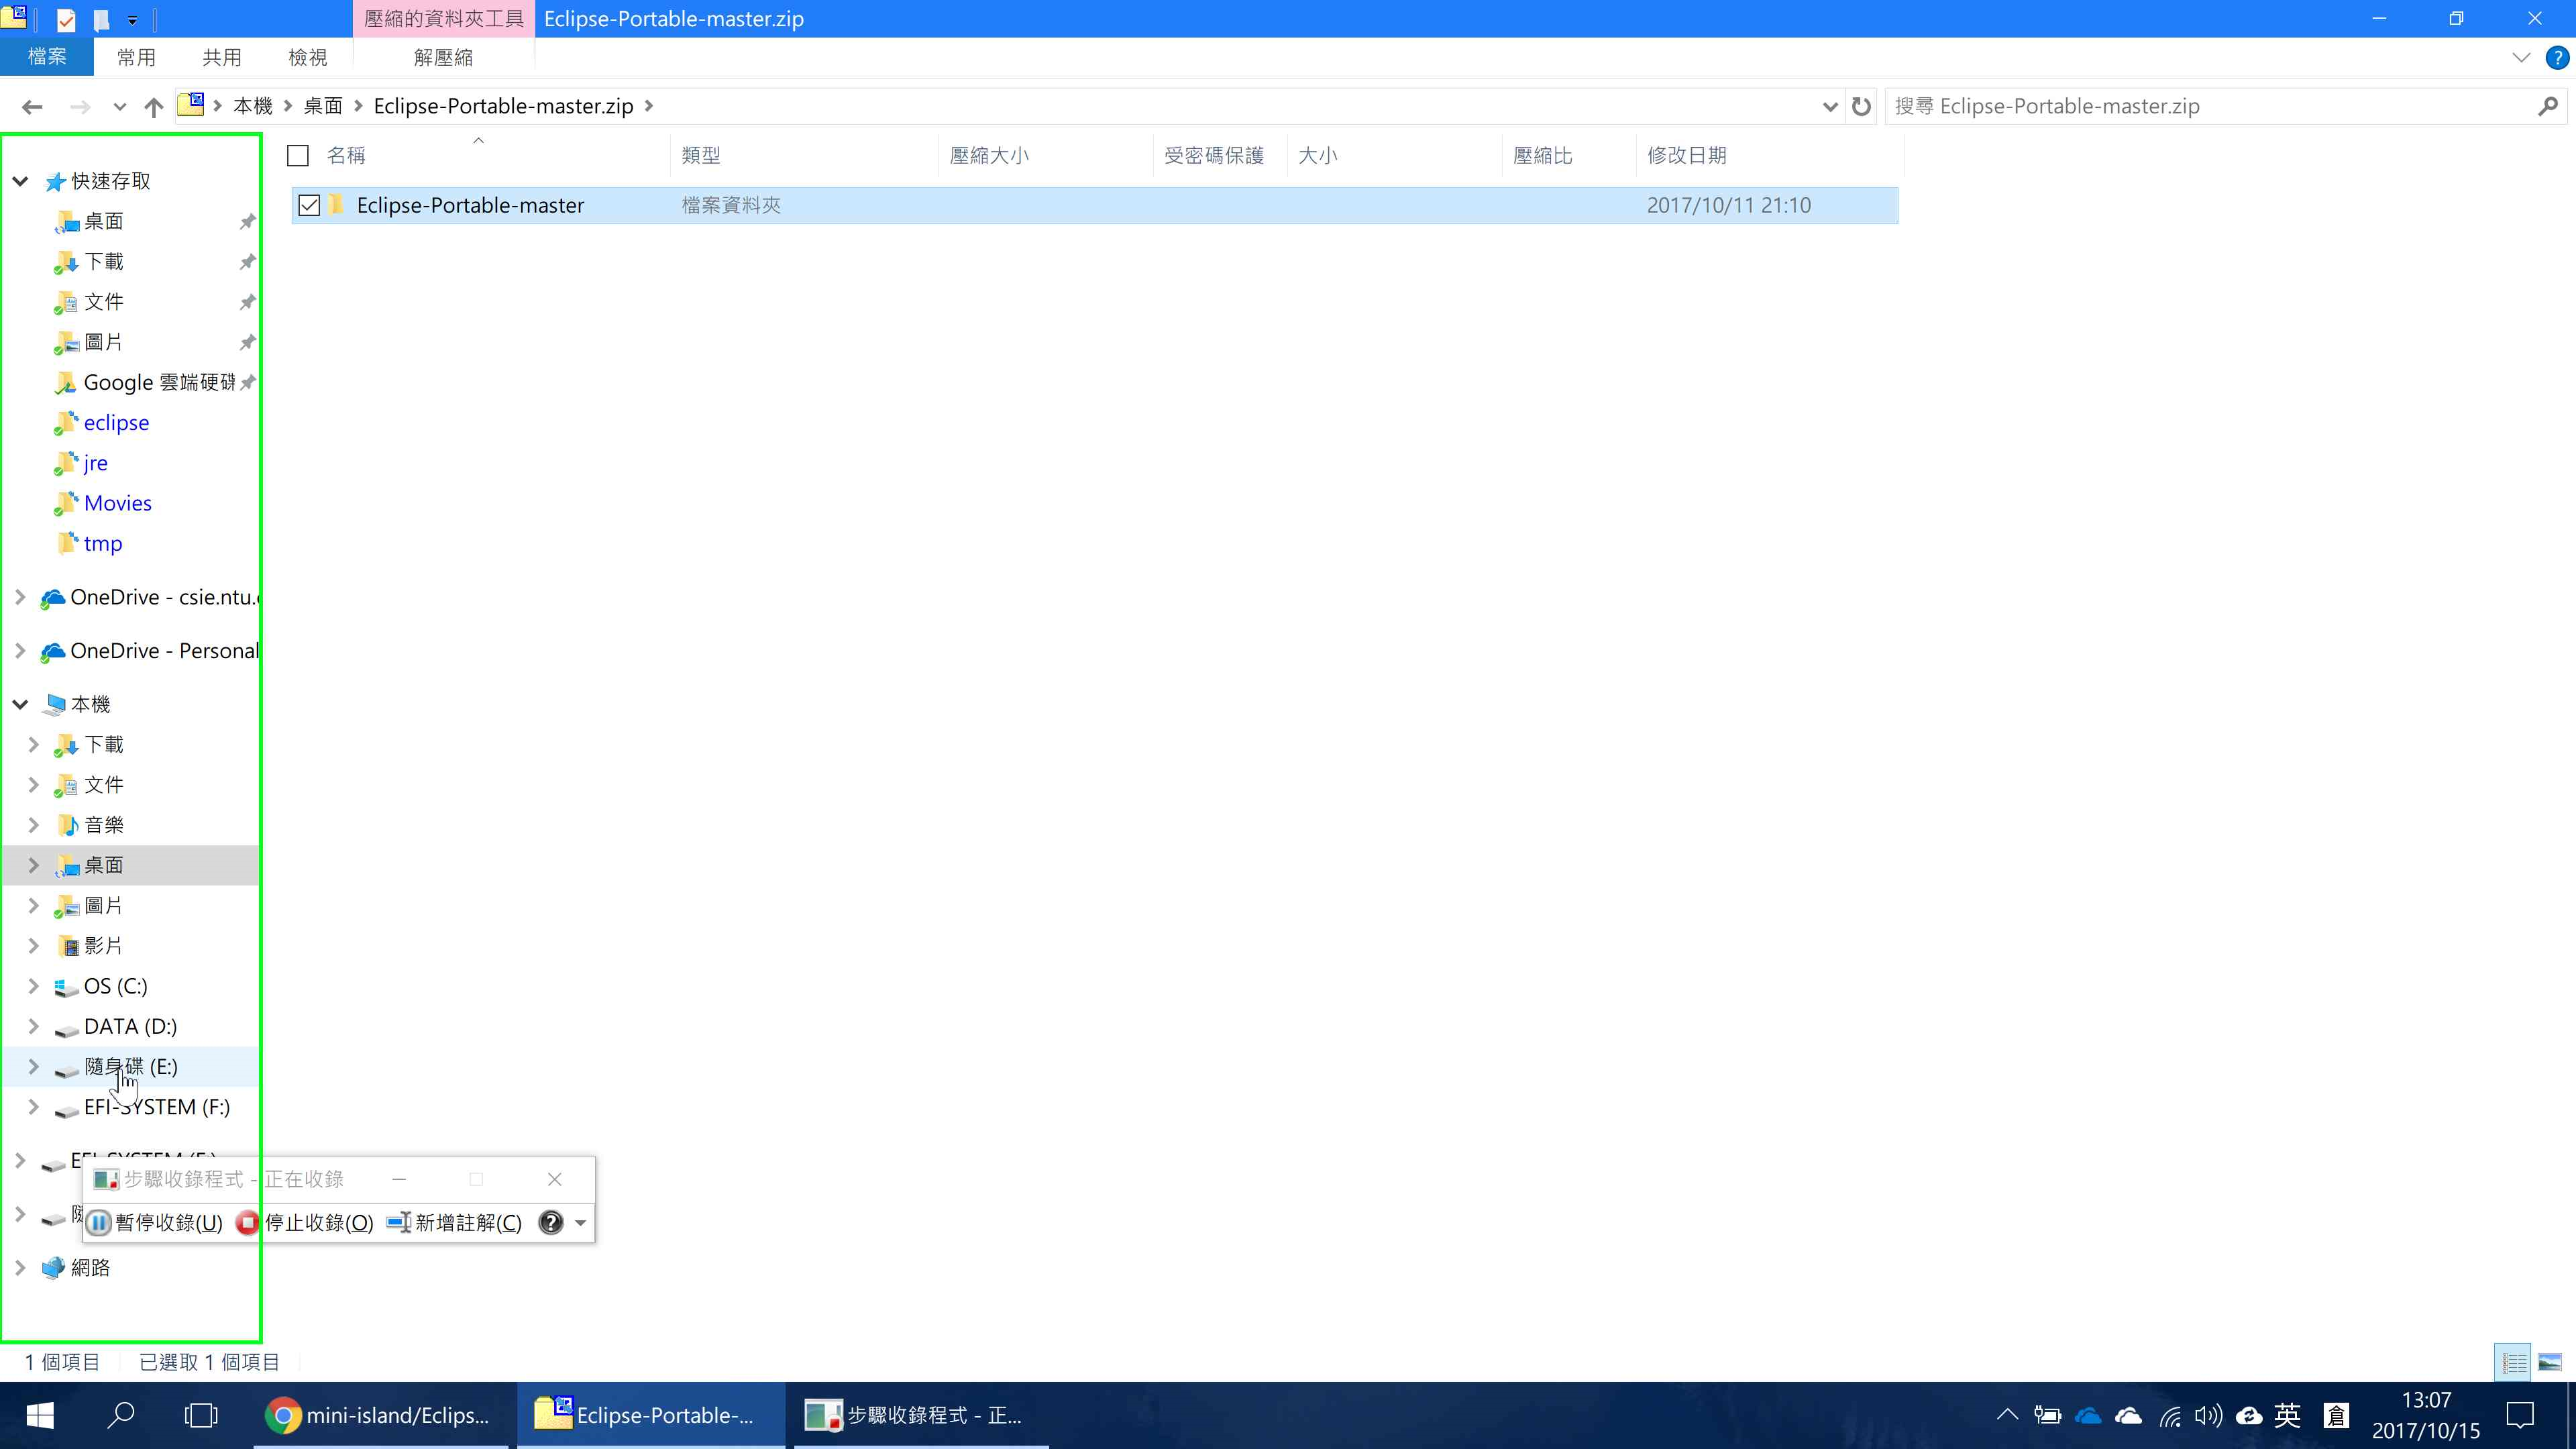 壓縮的資料夾工具 Eclipse-Portable-master.zip
檔案 常用 共用 檢視 解壓縮
本機 桌面 Eclipse-Portable-master.zip
搜尋 Eclipse-Portable-master.zip
名稱 類型 壓縮大小 受密碼保護 大小 壓縮比 修改日期
Eclipse-Portable-master 檔案資料夾 2017/10/11 21:10
快速存取
桌面
下載
文件
圖片
Google 雲端硬碟
eclipse
jre
Movies
tmp
OneDrive - csie.ntu.
OneDrive - Personal
本機
下載
文件
音樂
桌面
圖片
影片
OS (C:)
DATA (D:)
隨身碟 (E:)
EFI-SYSTEM (F:)
EFI-SYSTEM (F:)
步驟收錄程式 - 正在收錄
暫停收錄(U) 停止收錄(O) 新增註解(C)
網路
1 個項目 已選取 1 個項目
mini-island/Eclips... Eclipse-Portable-... 步驟收錄程式 - 正...
英 倉
13:07
2017/10/15